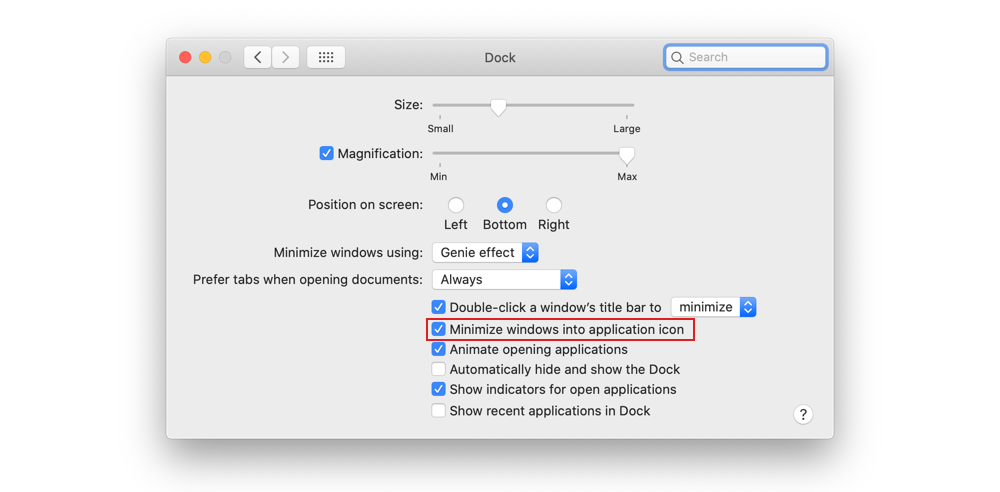 Dock
Search
Size:
Small Large
Magnification:
Min Max
Position on screen:
Left Bottom Right
Minimize windows using: Genie effect
Prefer tabs when opening documents: Always
Double-click a window’s title bar to minimize
Minimize windows into application icon
Animate opening applications
Automatically hide and show the Dock
Show indicators for open applications
Show recent applications in Dock
?